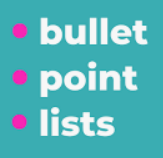 • bullet
• point
• lists